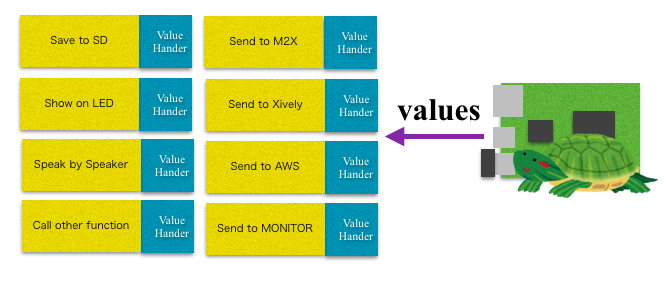 Save to SD
Value
Hander
Send to M2X
Value
Hander
Show on LED
Value
Hander
Send to Xively
Value
Hander
values
Speak by Speaker
Value
Hander
Send to AWS
Value
Hander
Call other function
Value
Hander
Send to MONITOR
Value
Hander